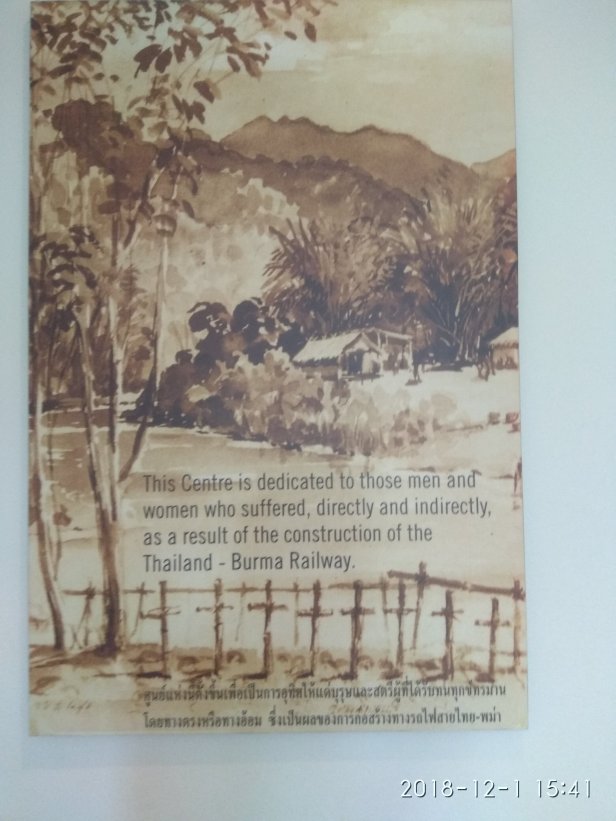 This Centre is dedicated to those men and
women who suffered, directly and indirectly,
as a result of the construction of the
Thailand - Burma Railway.
ศูนย์แห่งนี้ตั้งขึ้นเพื่อเป็นการอุทิศให้แด่บุรุษและสตรีผู้ที่ได้รับทนทุกข์ทรมาน
โดยทางตรงหรือทางอ้อม ซึ่งเป็นผลของการก่อสร้างทางรถไฟสายไทย-พม่า
2018-12-1 15:41